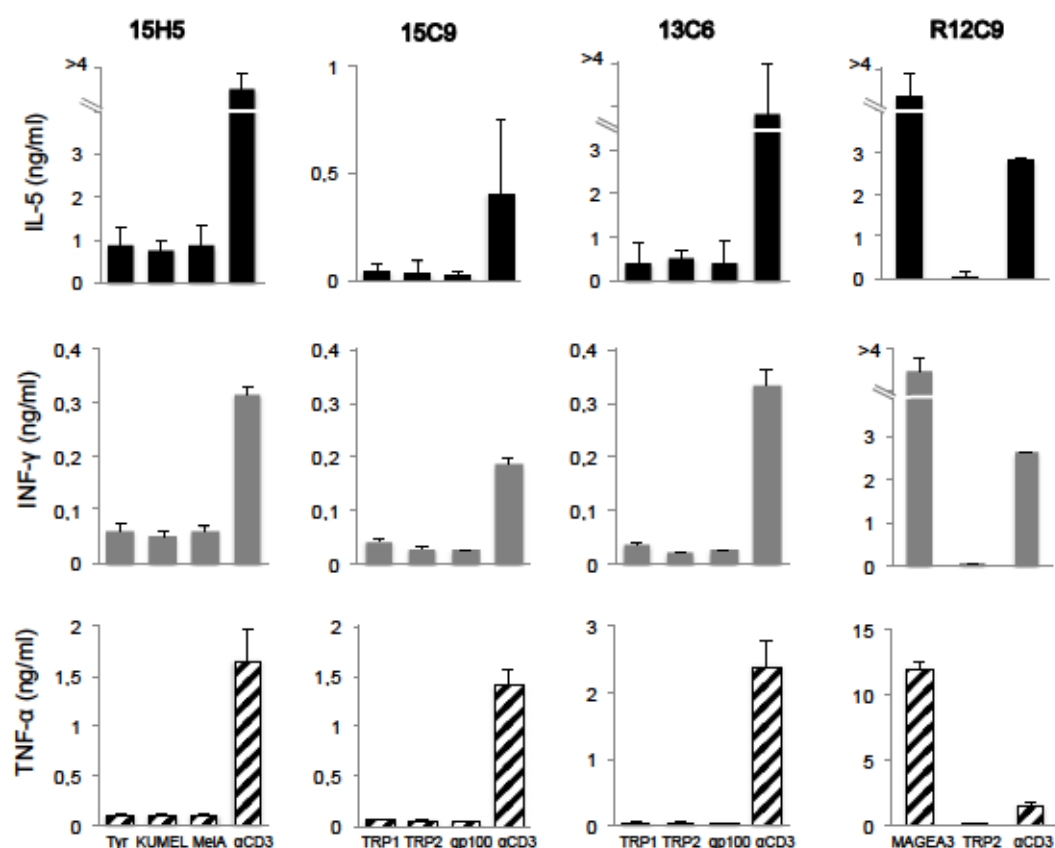 15H5 15C9 13C6 R12C9
IL-5 (ng/ml)
>4 3 2 1 0
1 0,5 0
>4 3 2 1 0
>4 3 2 1 0
INF-γ (ng/ml)
0,4 0,3 0,2 0,1 0
0,4 0,3 0,2 0,1 0
0,4 0,3 0,2 0,1 0
>4 3 2 1 0
TNF-α (ng/ml)
2 1,5 1 0,5 0
2 1,5 1 0,5 0
3 2 1 0
15 10 5 0
Tyr KUMEL MelA αCD3 TRP1 TRP2 gp100 αCD3 TRP1 TRP2 gp100 αCD3 MAGEA3 TRP2 αCD3